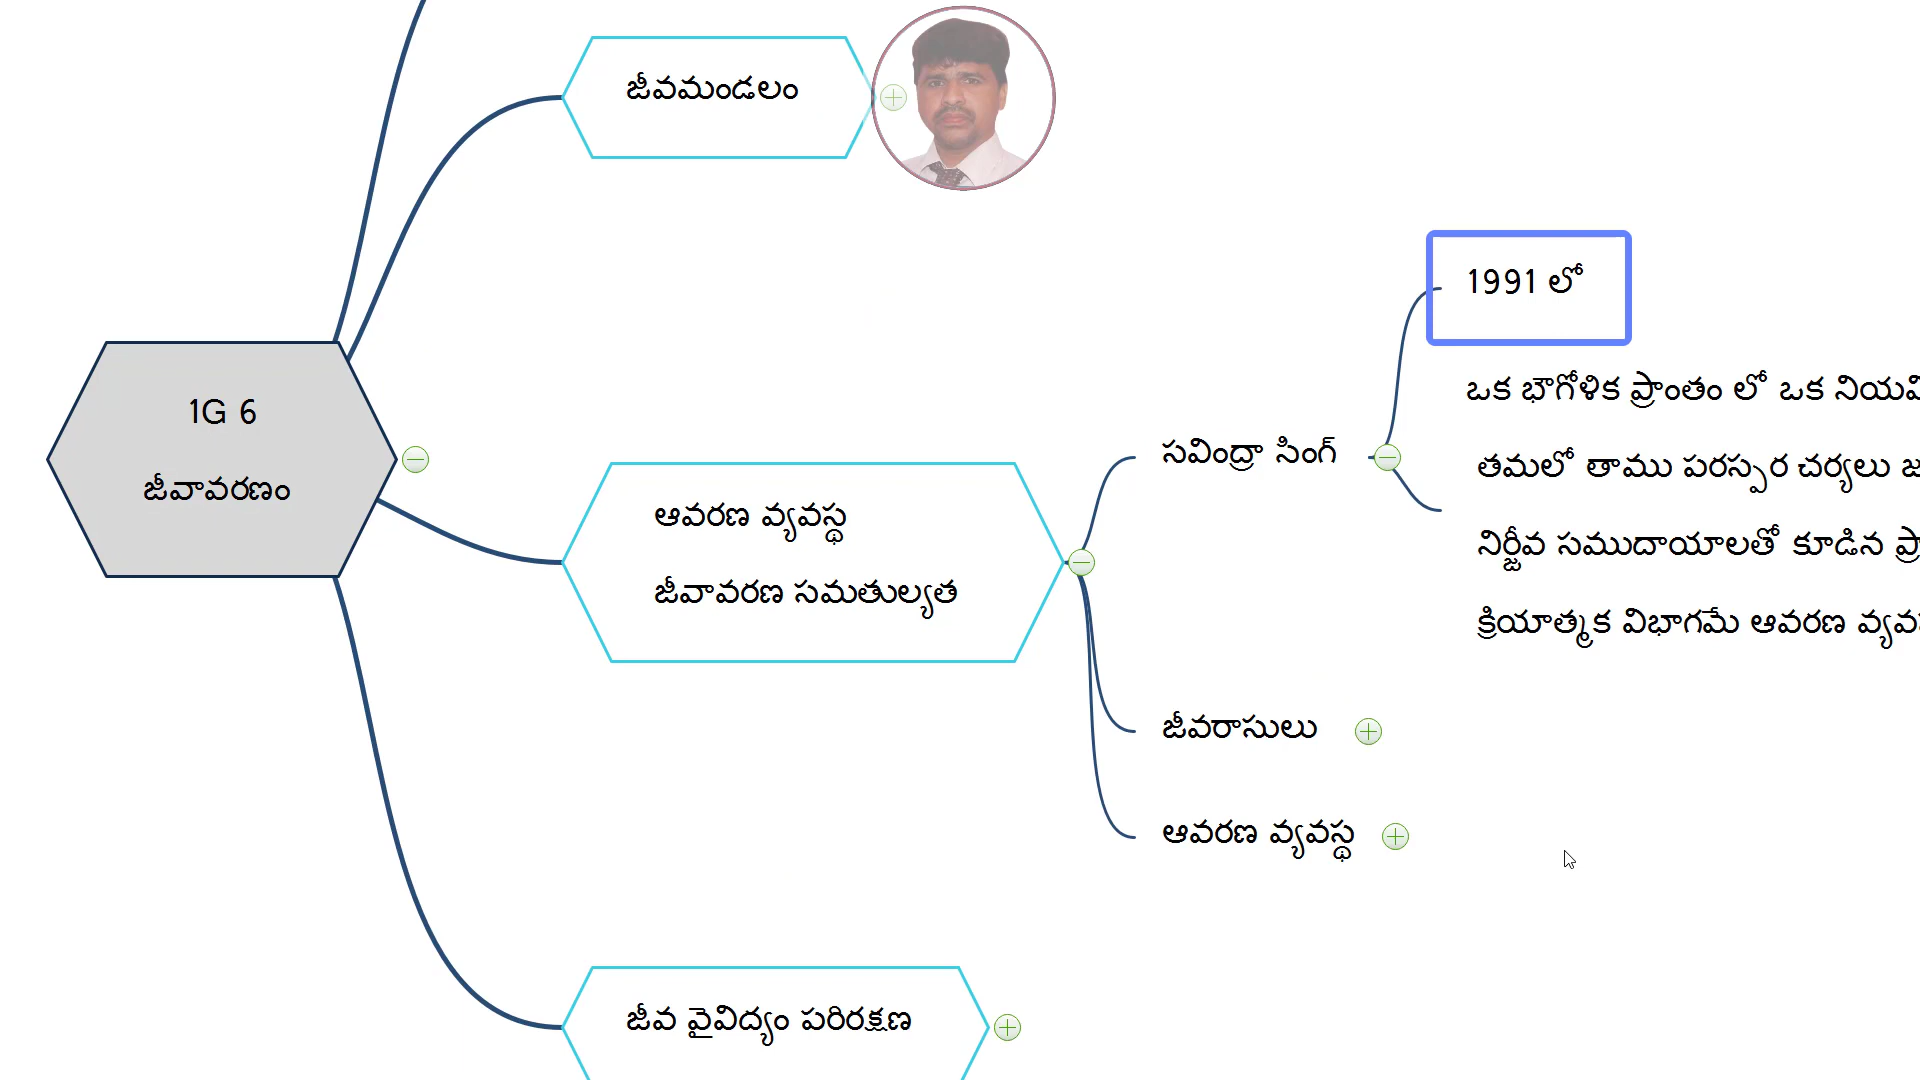 జీవమండలం
1G 6
జీవావరణం
ఆవరణ వ్యవస్థ
జీవావరణ సమతుల్యత
సవింద్రా సింగ్
1991 లో
ఒక భౌగోళిక ప్రాంతం లో ఒక
తమలో తాము పరస్పర చర్యలు
నిర్జీవ సముదాయాలతో కూడిన
క్రియాత్మక విభాగమే ఆవరణ
జీవరాసులు
ఆవరణ వ్యవస్థ
జీవ వైవిద్యం పరిరక్షణ